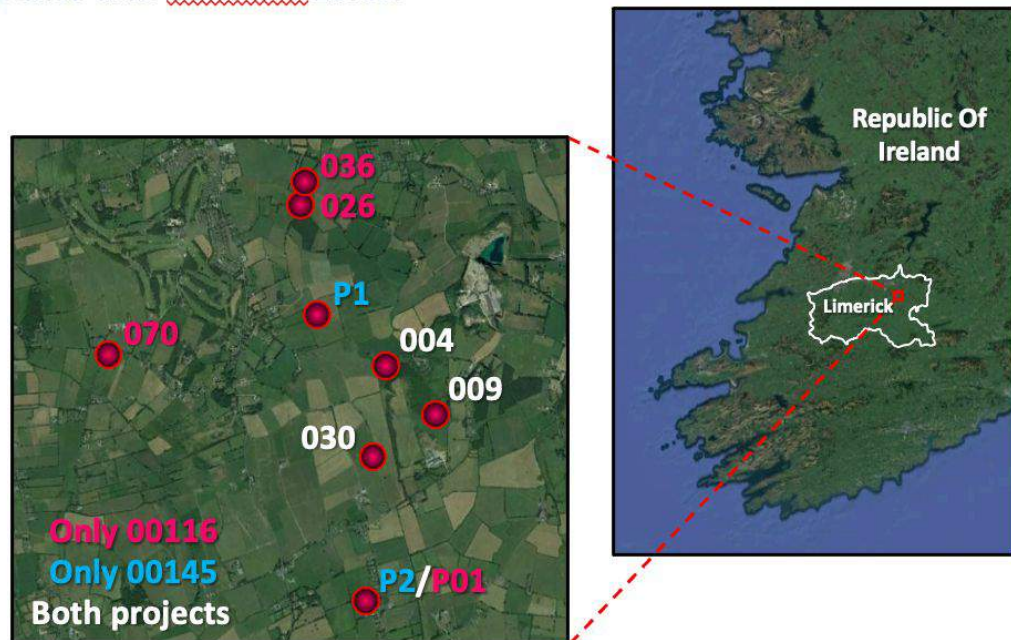 036
026
P1
070
004
009
030
P2/P01
Only 00116
Only 00145
Both projects
Republic Of
Ireland
Limerick